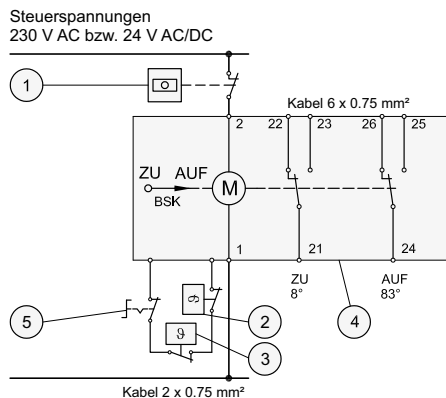 Steuerspannungen
230 V AC bzw. 24 V AC/DC
1
Kabel 6 x 0.75 mm²
2 22 23 26 25
ZU AUF
M
BSK
1 21 24
ZU AUF
8° 83°
5
ϑ
2
4
ϑ
3
Kabel 2 x 0.75 mm²